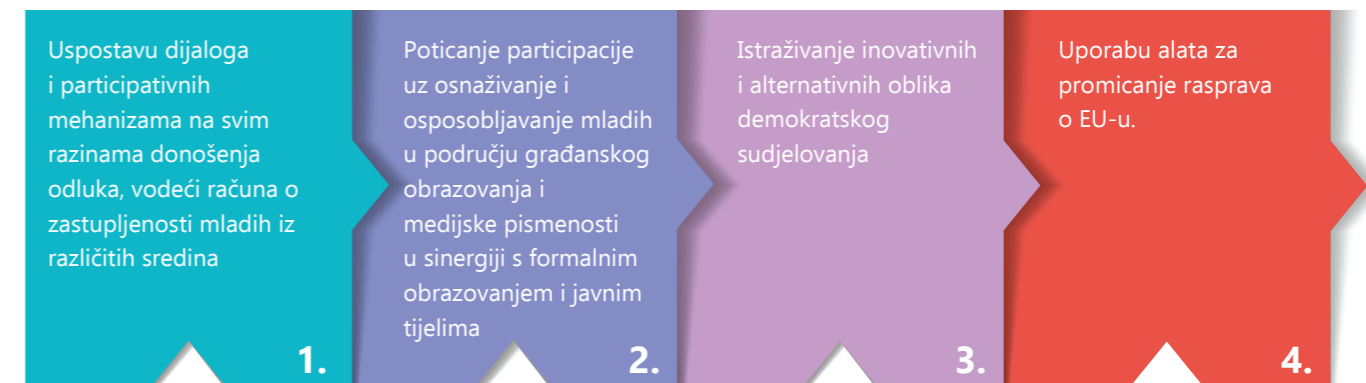 Uspostavu dijaloga
i participativnih
mehanizama na svim
razinama donošenja
odluka, vodeći računa o
zastupljenosti mladih iz
različitih sredina
1.
Poticanje participacije
uz osnaživanje i
osposobljavanje mladih
u području građanskog
obrazovanja i
medijske pismenosti
u sinergiji s formalnim
obrazovanjem i javnim
tijelima
2.
Istraživanje inovativnih
i alternativnih oblika
demokratskog
sudjelovanja
3.
Uporabu alata za
promicanje rasprava
o EU-u.
4.